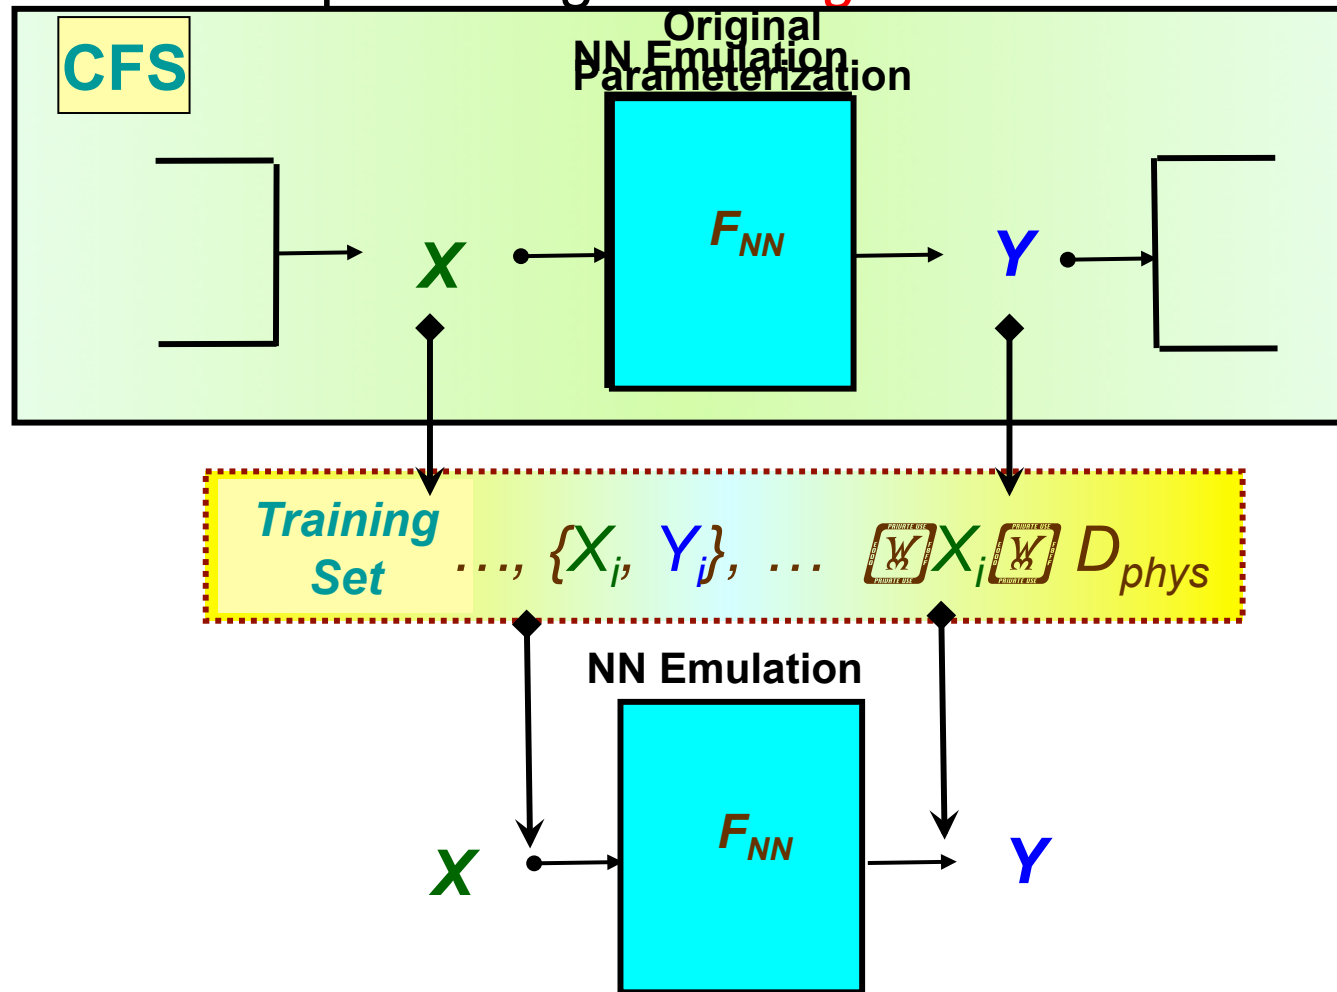 CFS
Original
NN Emulation
Parameterization
X
F_NN
Y
Training
Set
..., {X_i, Y_i}, ... X_i D_phys
NN Emulation
F_NN
X
Y